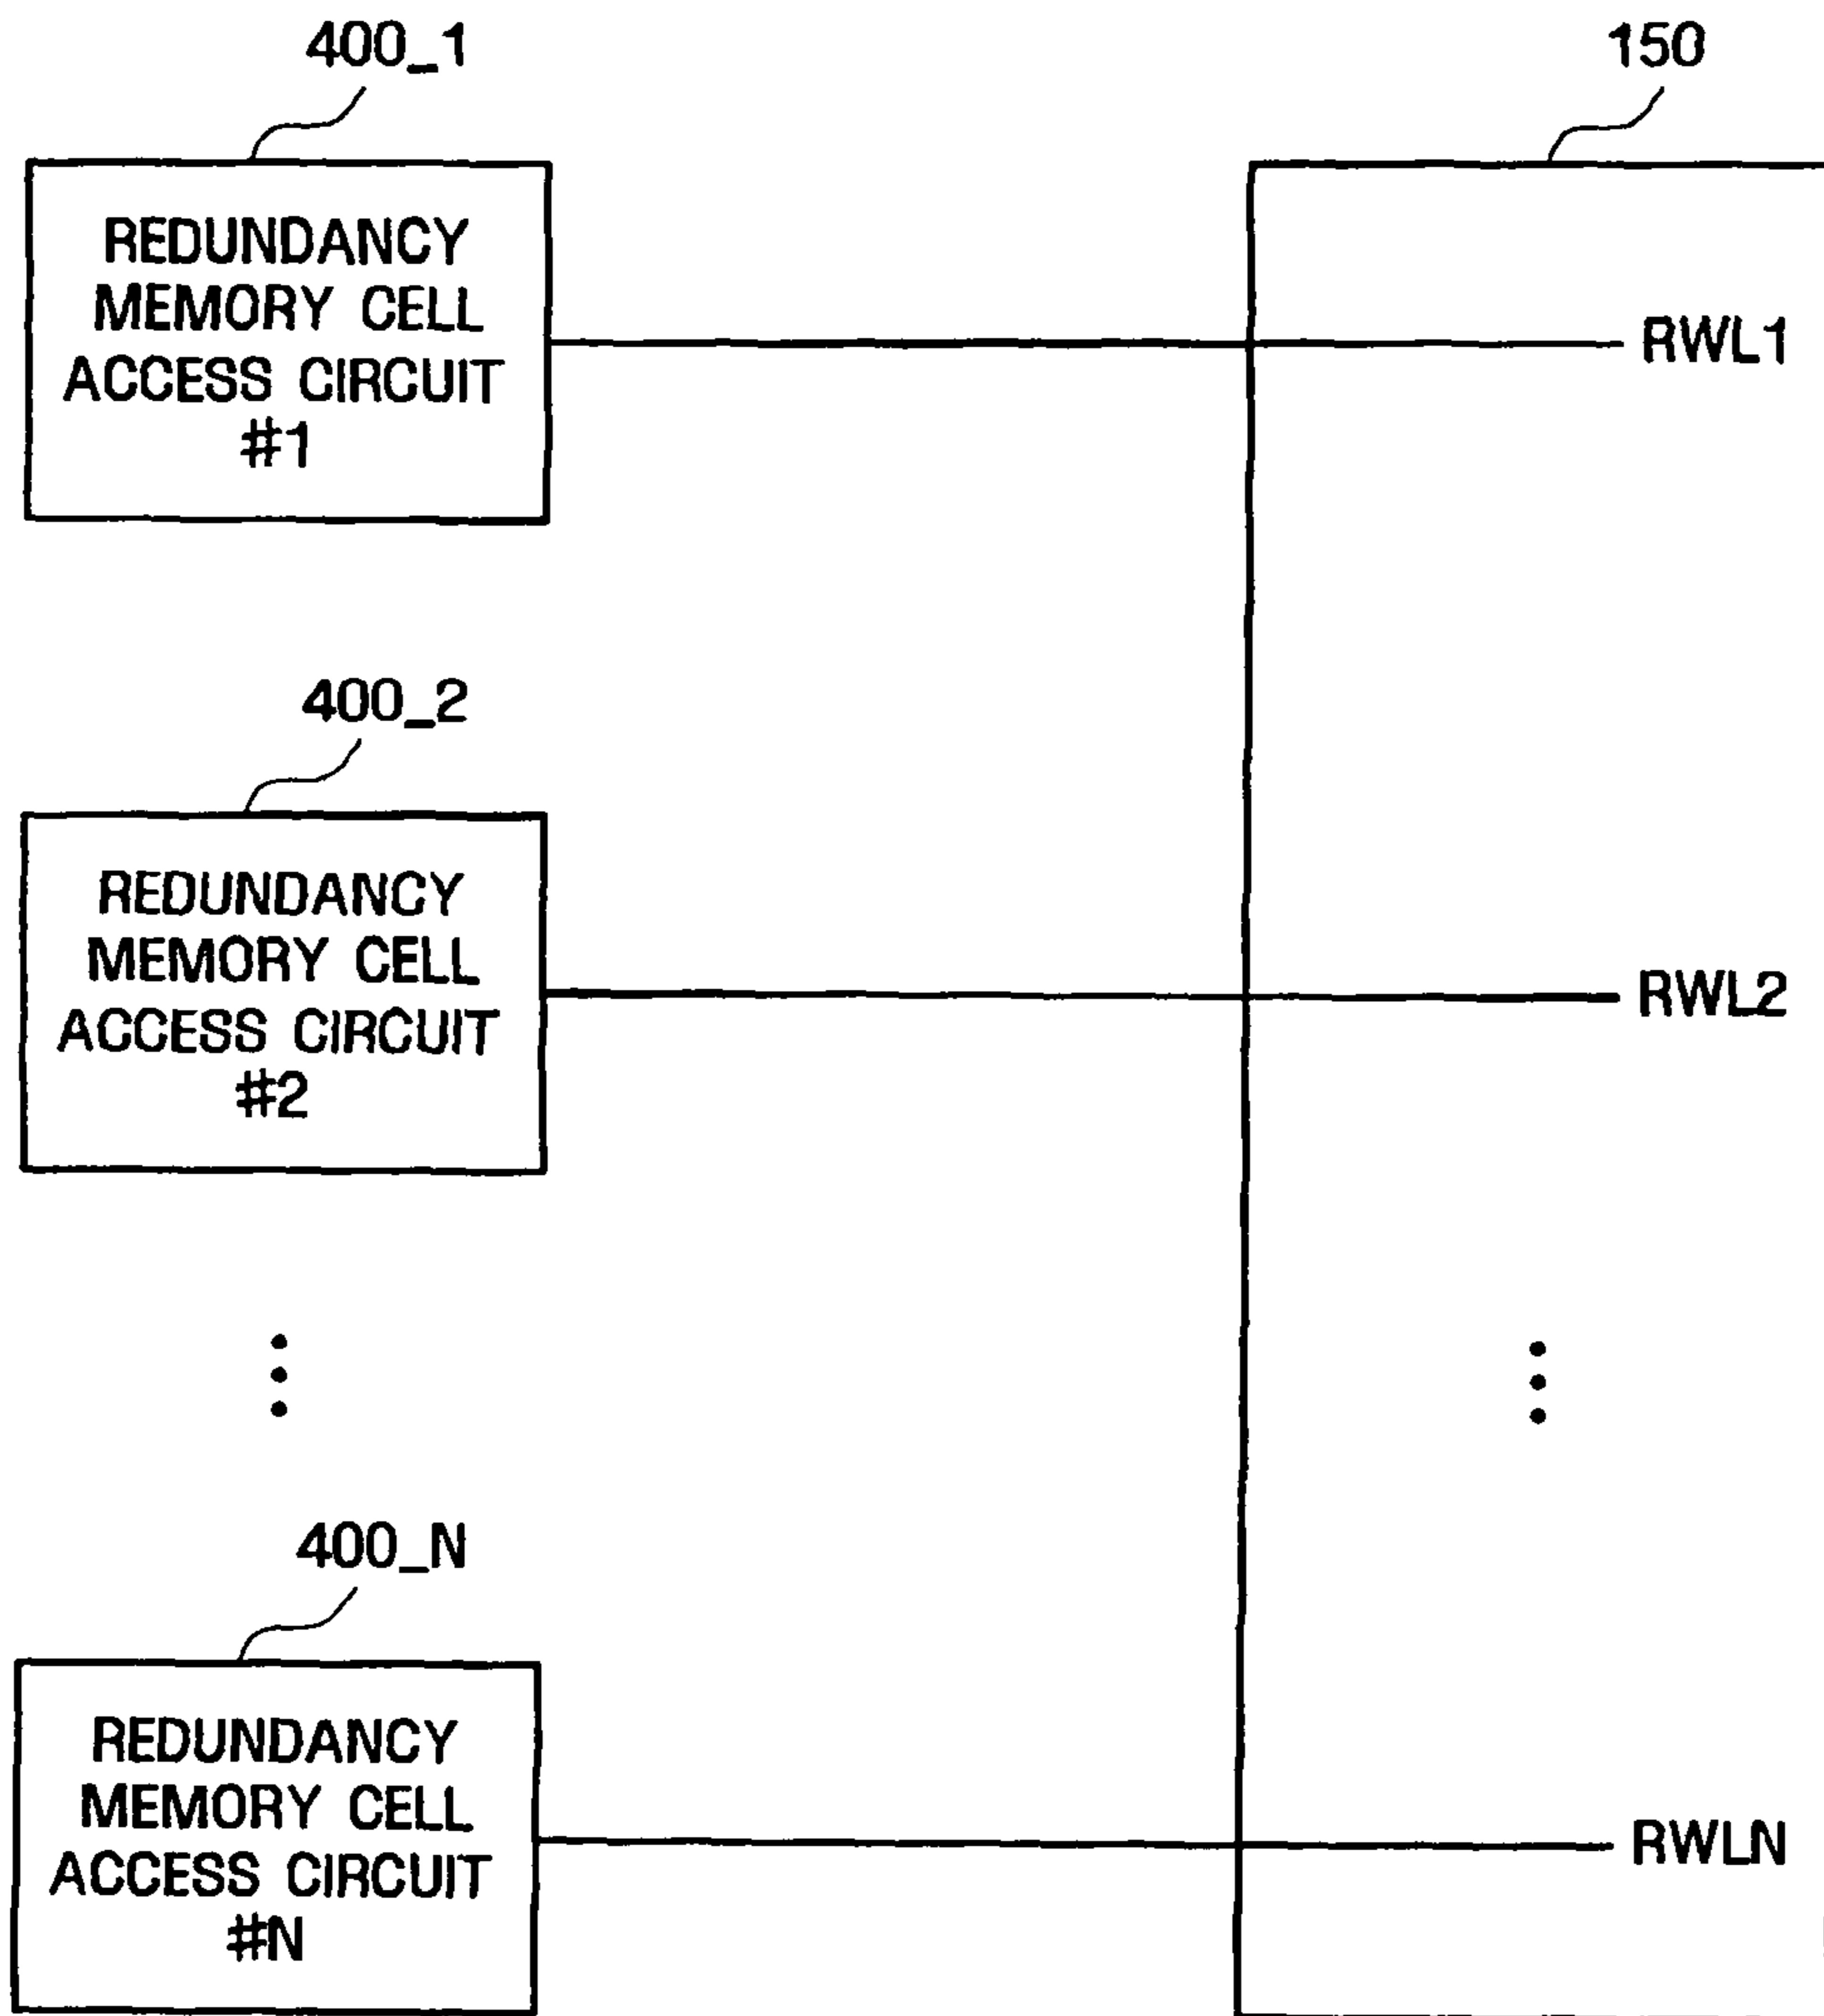 400_1
150
REDUNDANCY
MEMORY CELL
ACCESS CIRCUIT
#1
RWL1
400_2
REDUNDANCY
MEMORY CELL
ACCESS CIRCUIT
#2
RWL2
400_N
REDUNDANCY
MEMORY CELL
ACCESS CIRCUIT
#N
RWLN